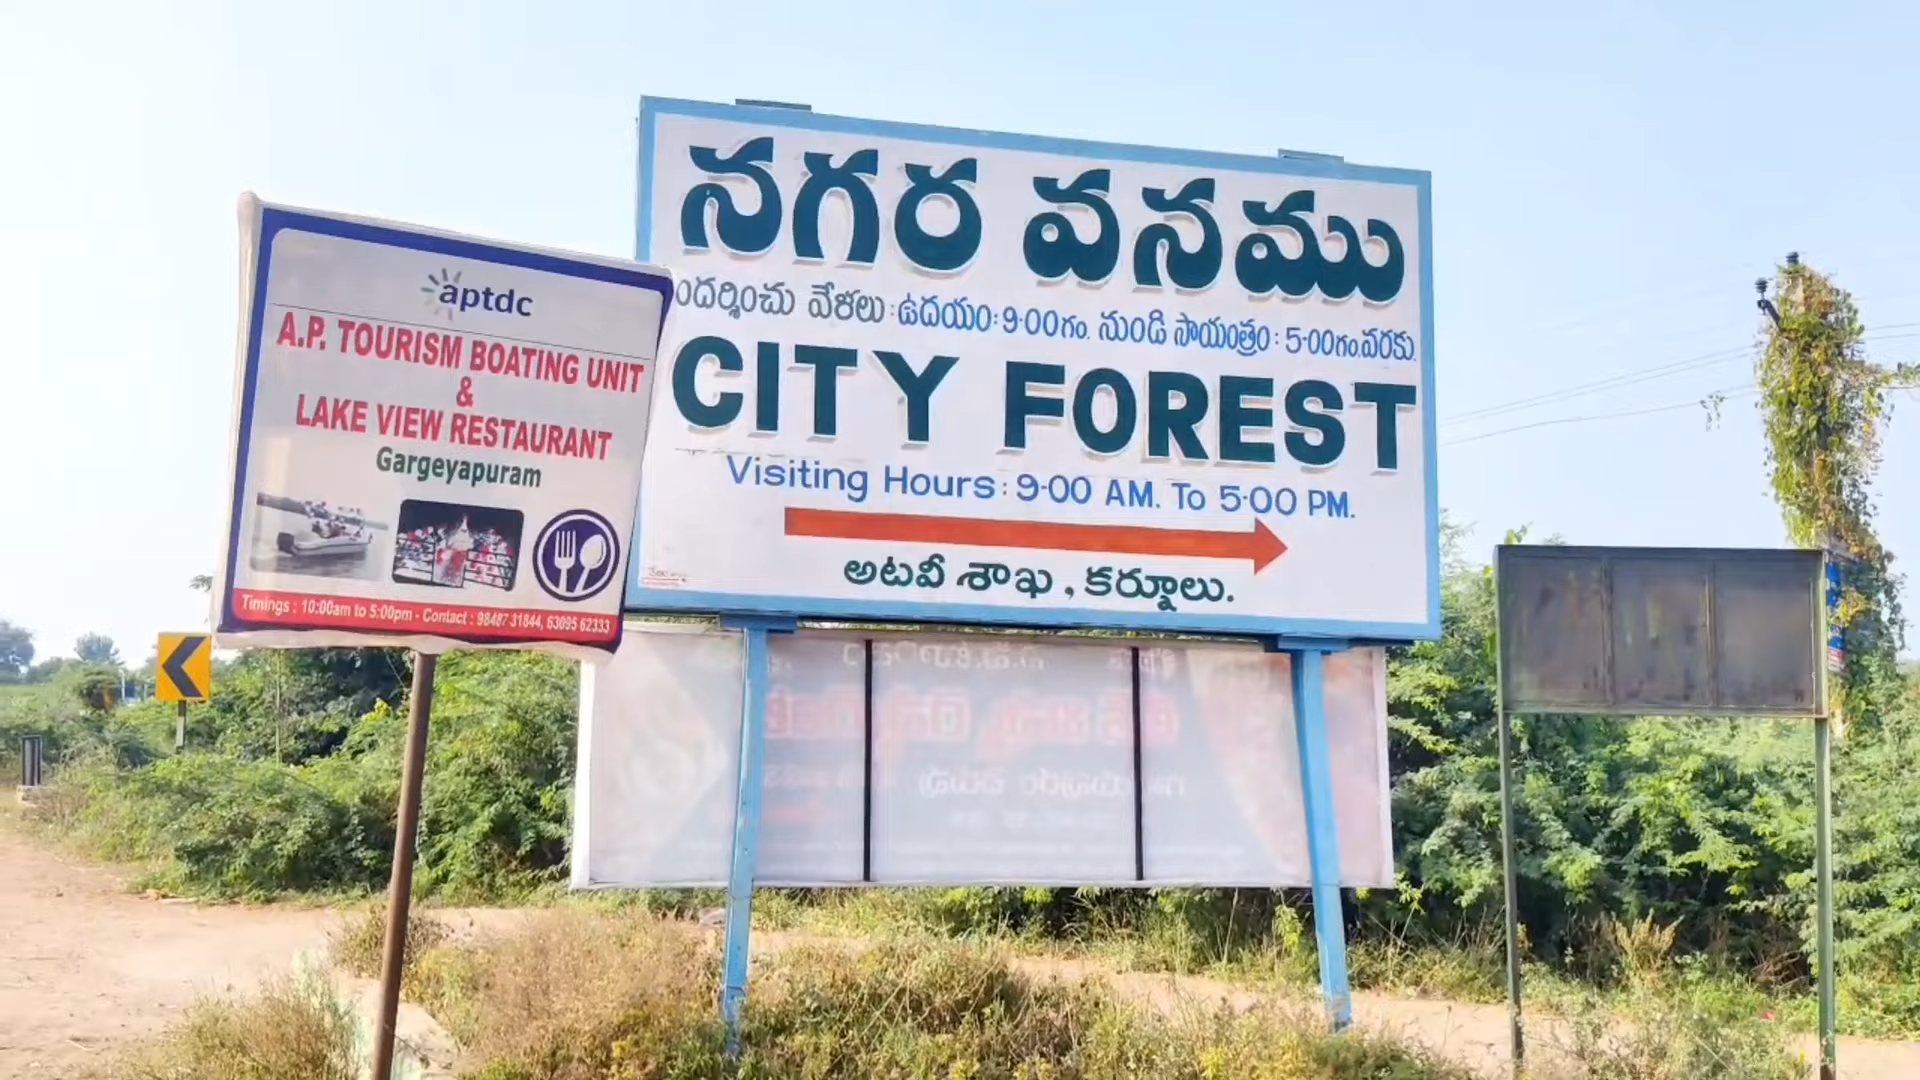 aptdc
A.P. TOURISM BOATING UNIT
&
LAKE VIEW RESTAURANT
Gargeyapuram
Timings : 10:00am to 5:00pm - Contact : 98487 31844, 63095 62333
నగర వనము
ందర్శించు వేళలు : ఉదయం: 9-00గం. నుండి సాయంత్రం: 5-00గం.వరకు.
CITY FOREST
Visiting Hours : 9-00 AM. To 5-00 PM.
అటవీ శాఖ, కర్నూలు.